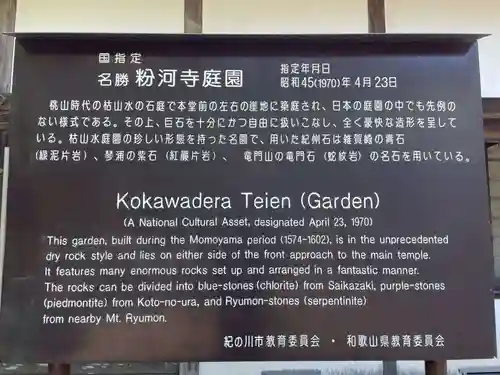 国指定
名勝 粉河寺庭園
指定年月日
昭和45(1970)年4月23日
桃山時代の枯山水の石庭で本堂前の左右の崖地に築庭され、日本の庭園の中でも先例の
ない様式である。その上、巨石を十分にかつ自由に扱いこなし、全く豪快な造形を呈して
いる。枯山水庭園の珍しい形態を持った名園で、用いた紀州石は雑賀崎の青石
(緑泥片岩)、琴浦の紫石(紅簾片岩)、竜門山の竜門石(蛇紋岩)の名石を用いている。
Kokawadera Teien (Garden)
(A National Cultural Asset, designated April 23, 1970)
This garden, built during the Momoyama period (1574-1602), is in the unprecedented
dry rock style and lies on either side of the front approach to the main temple.
It features many enormous rocks set up and arranged in a fantastic manner.
The rocks can be divided into blue-stones (chlorite) from Saikazaki, purple-stones
(piedmontite) from Koto-no-ura, and Ryumon-stones (serpentinite)
from nearby Mt. Ryumon.
紀の川市教育委員会・和歌山県教育委員会